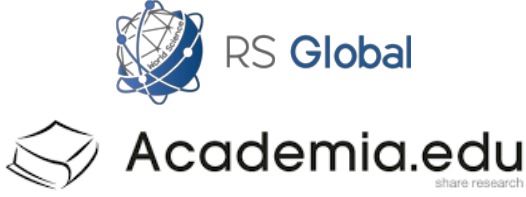 World Science
RS Global
Academia.edu
share research